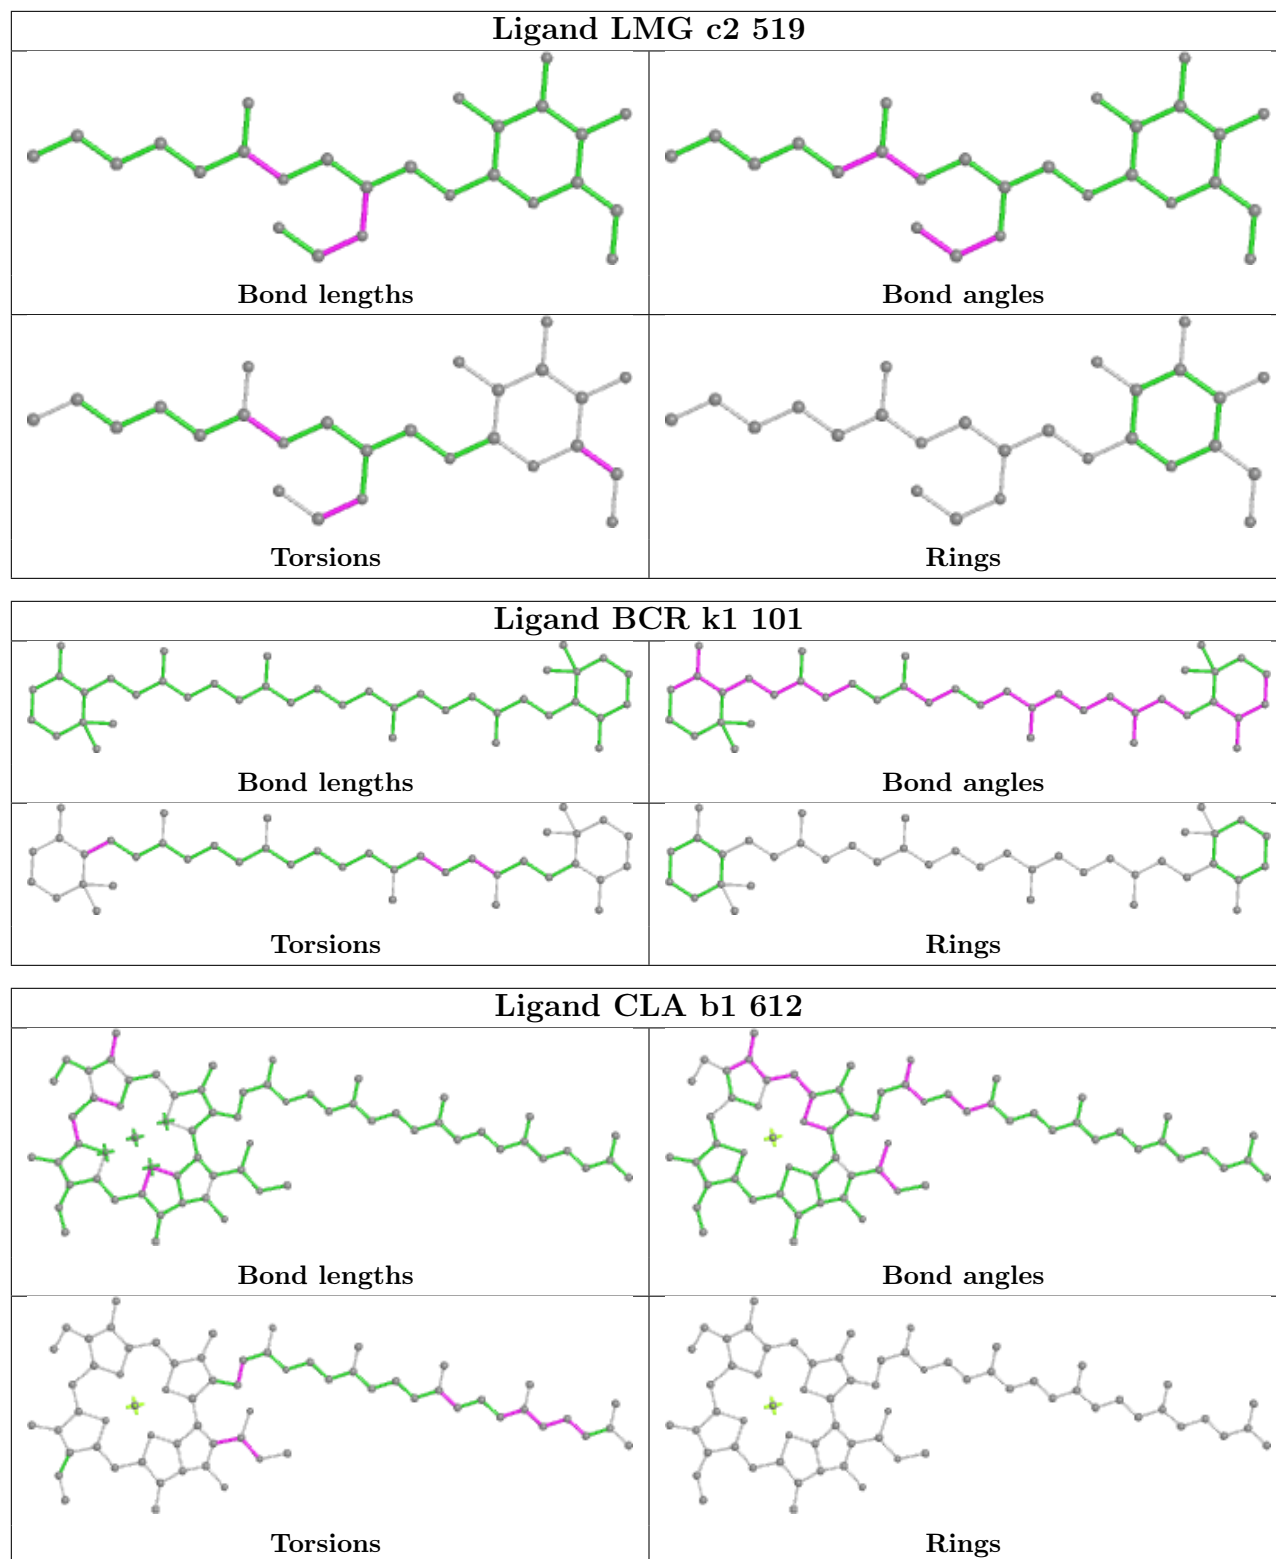 Ligand LMG c2 519
Bond lengths
Bond angles
Torsions
Rings
Ligand BCR k1 101
Bond lengths
Bond angles
Torsions
Rings
Ligand CLA b1 612
Bond lengths
Bond angles
Torsions
Rings